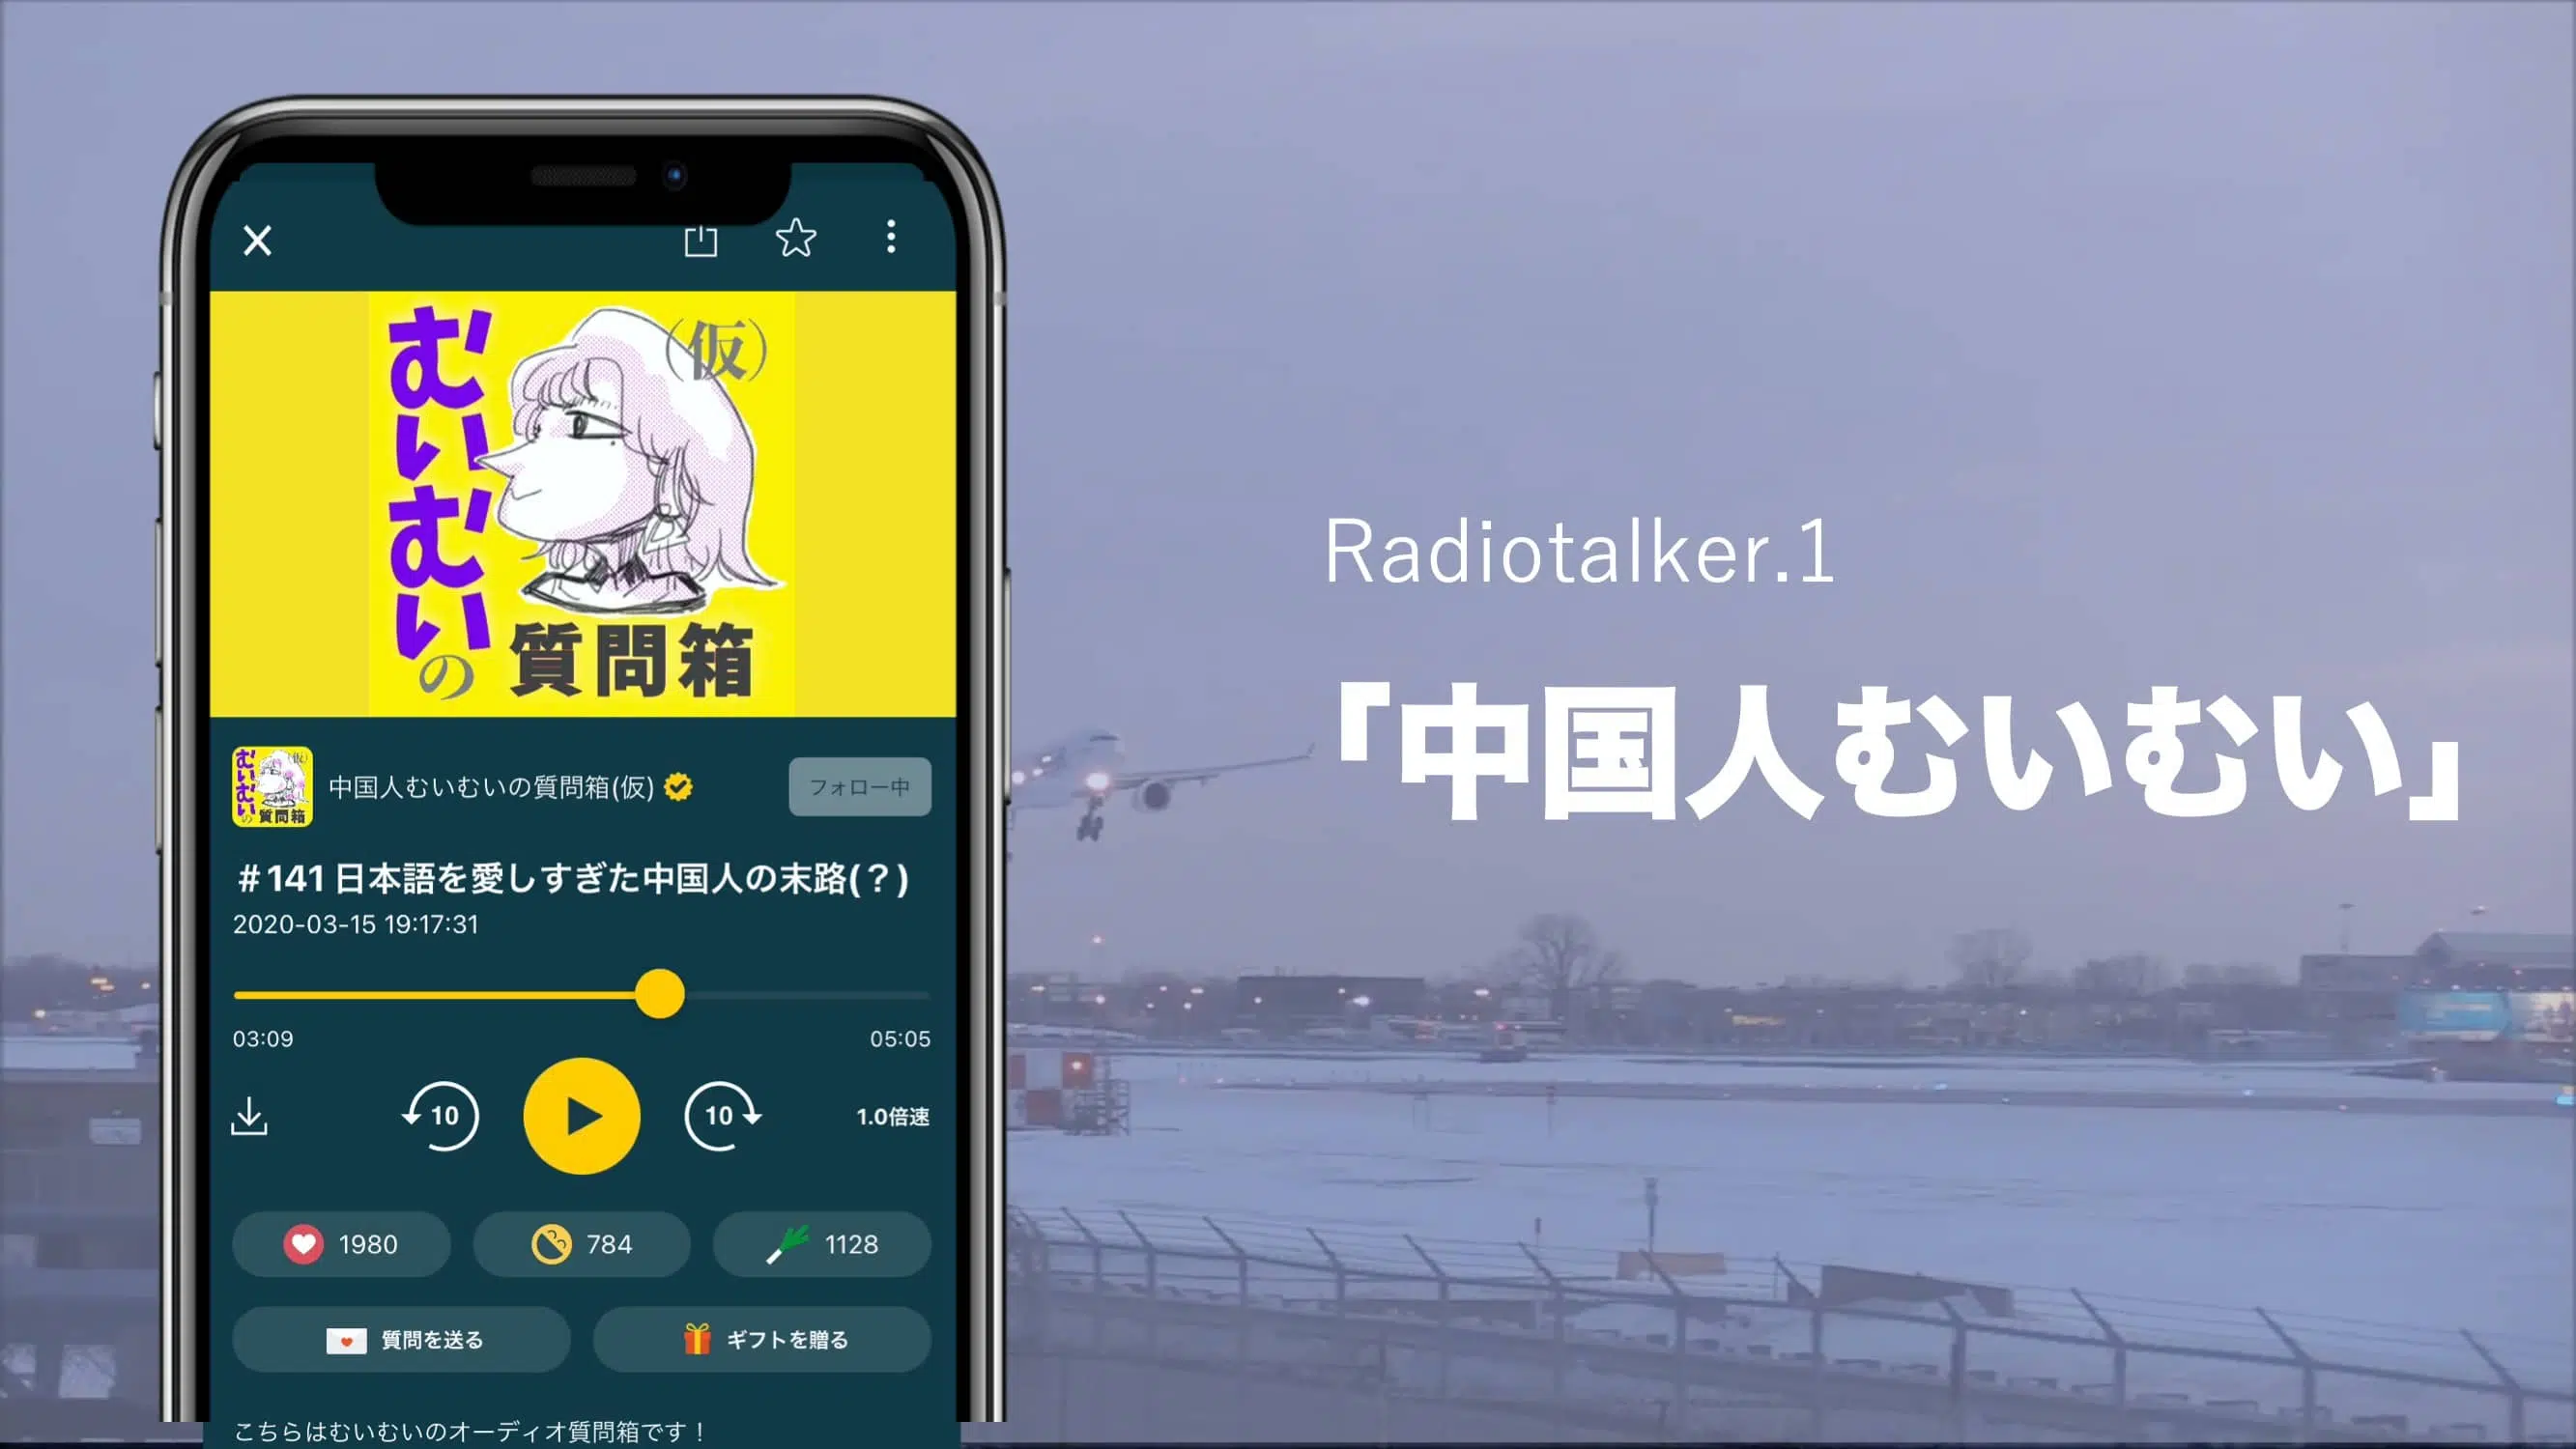 むいむいの
(仮)
質問箱
むいむいの
(仮)
質問箱
中国人むいむいの質問箱(仮)
フォロー中
#141 日本語を愛しすぎた中国人の末路(?)
2020-03-15 19:17:31
03:09
05:05
10
10
1.0倍速
1980
784
1128
質問を送る
ギフトを贈る
こちらはむいむいのオーディオ質問箱です!
Radiotalker.1
「中国人むいむい」